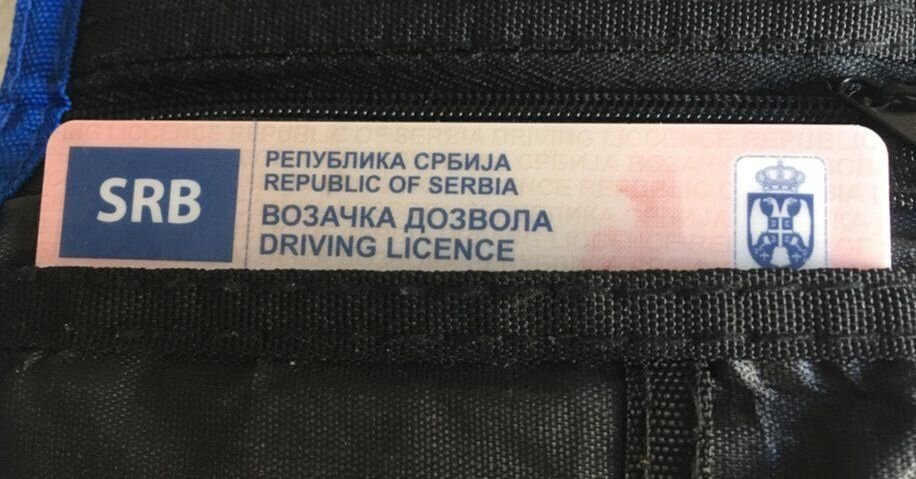 SRB
РЕПУБЛИКА СРБИЈА
REPUBLIC OF SERBIA
ВОЗАЧКА ДОЗВОЛА
DRIVING LICENCE